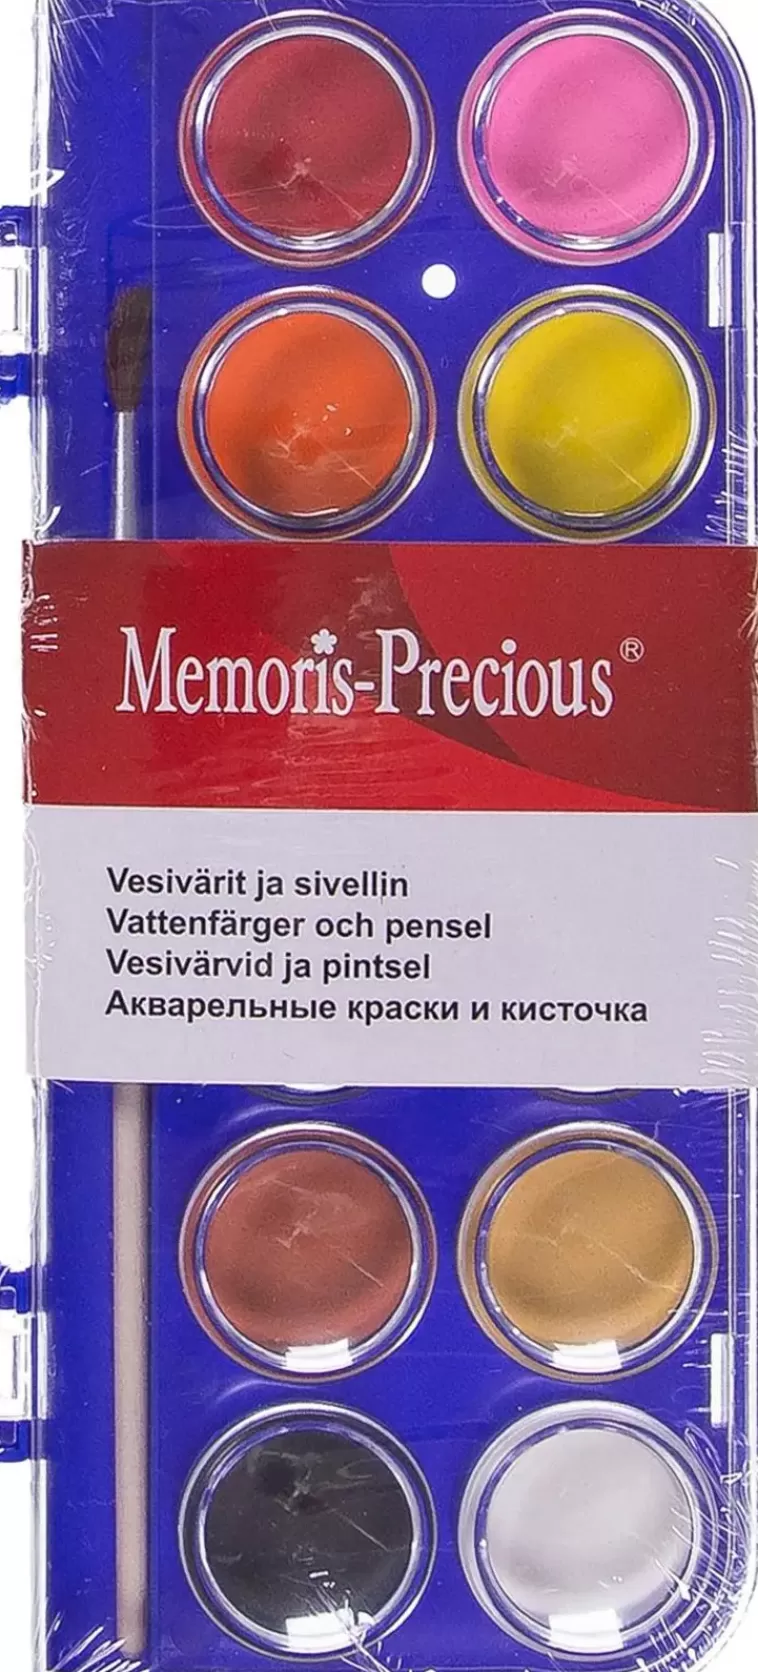 Memoris-Precious®
Vesivärit ja sivellin
Vattenfärger och pensel
Vesivärvid ja pintsel
Акварельные краски и кисточка